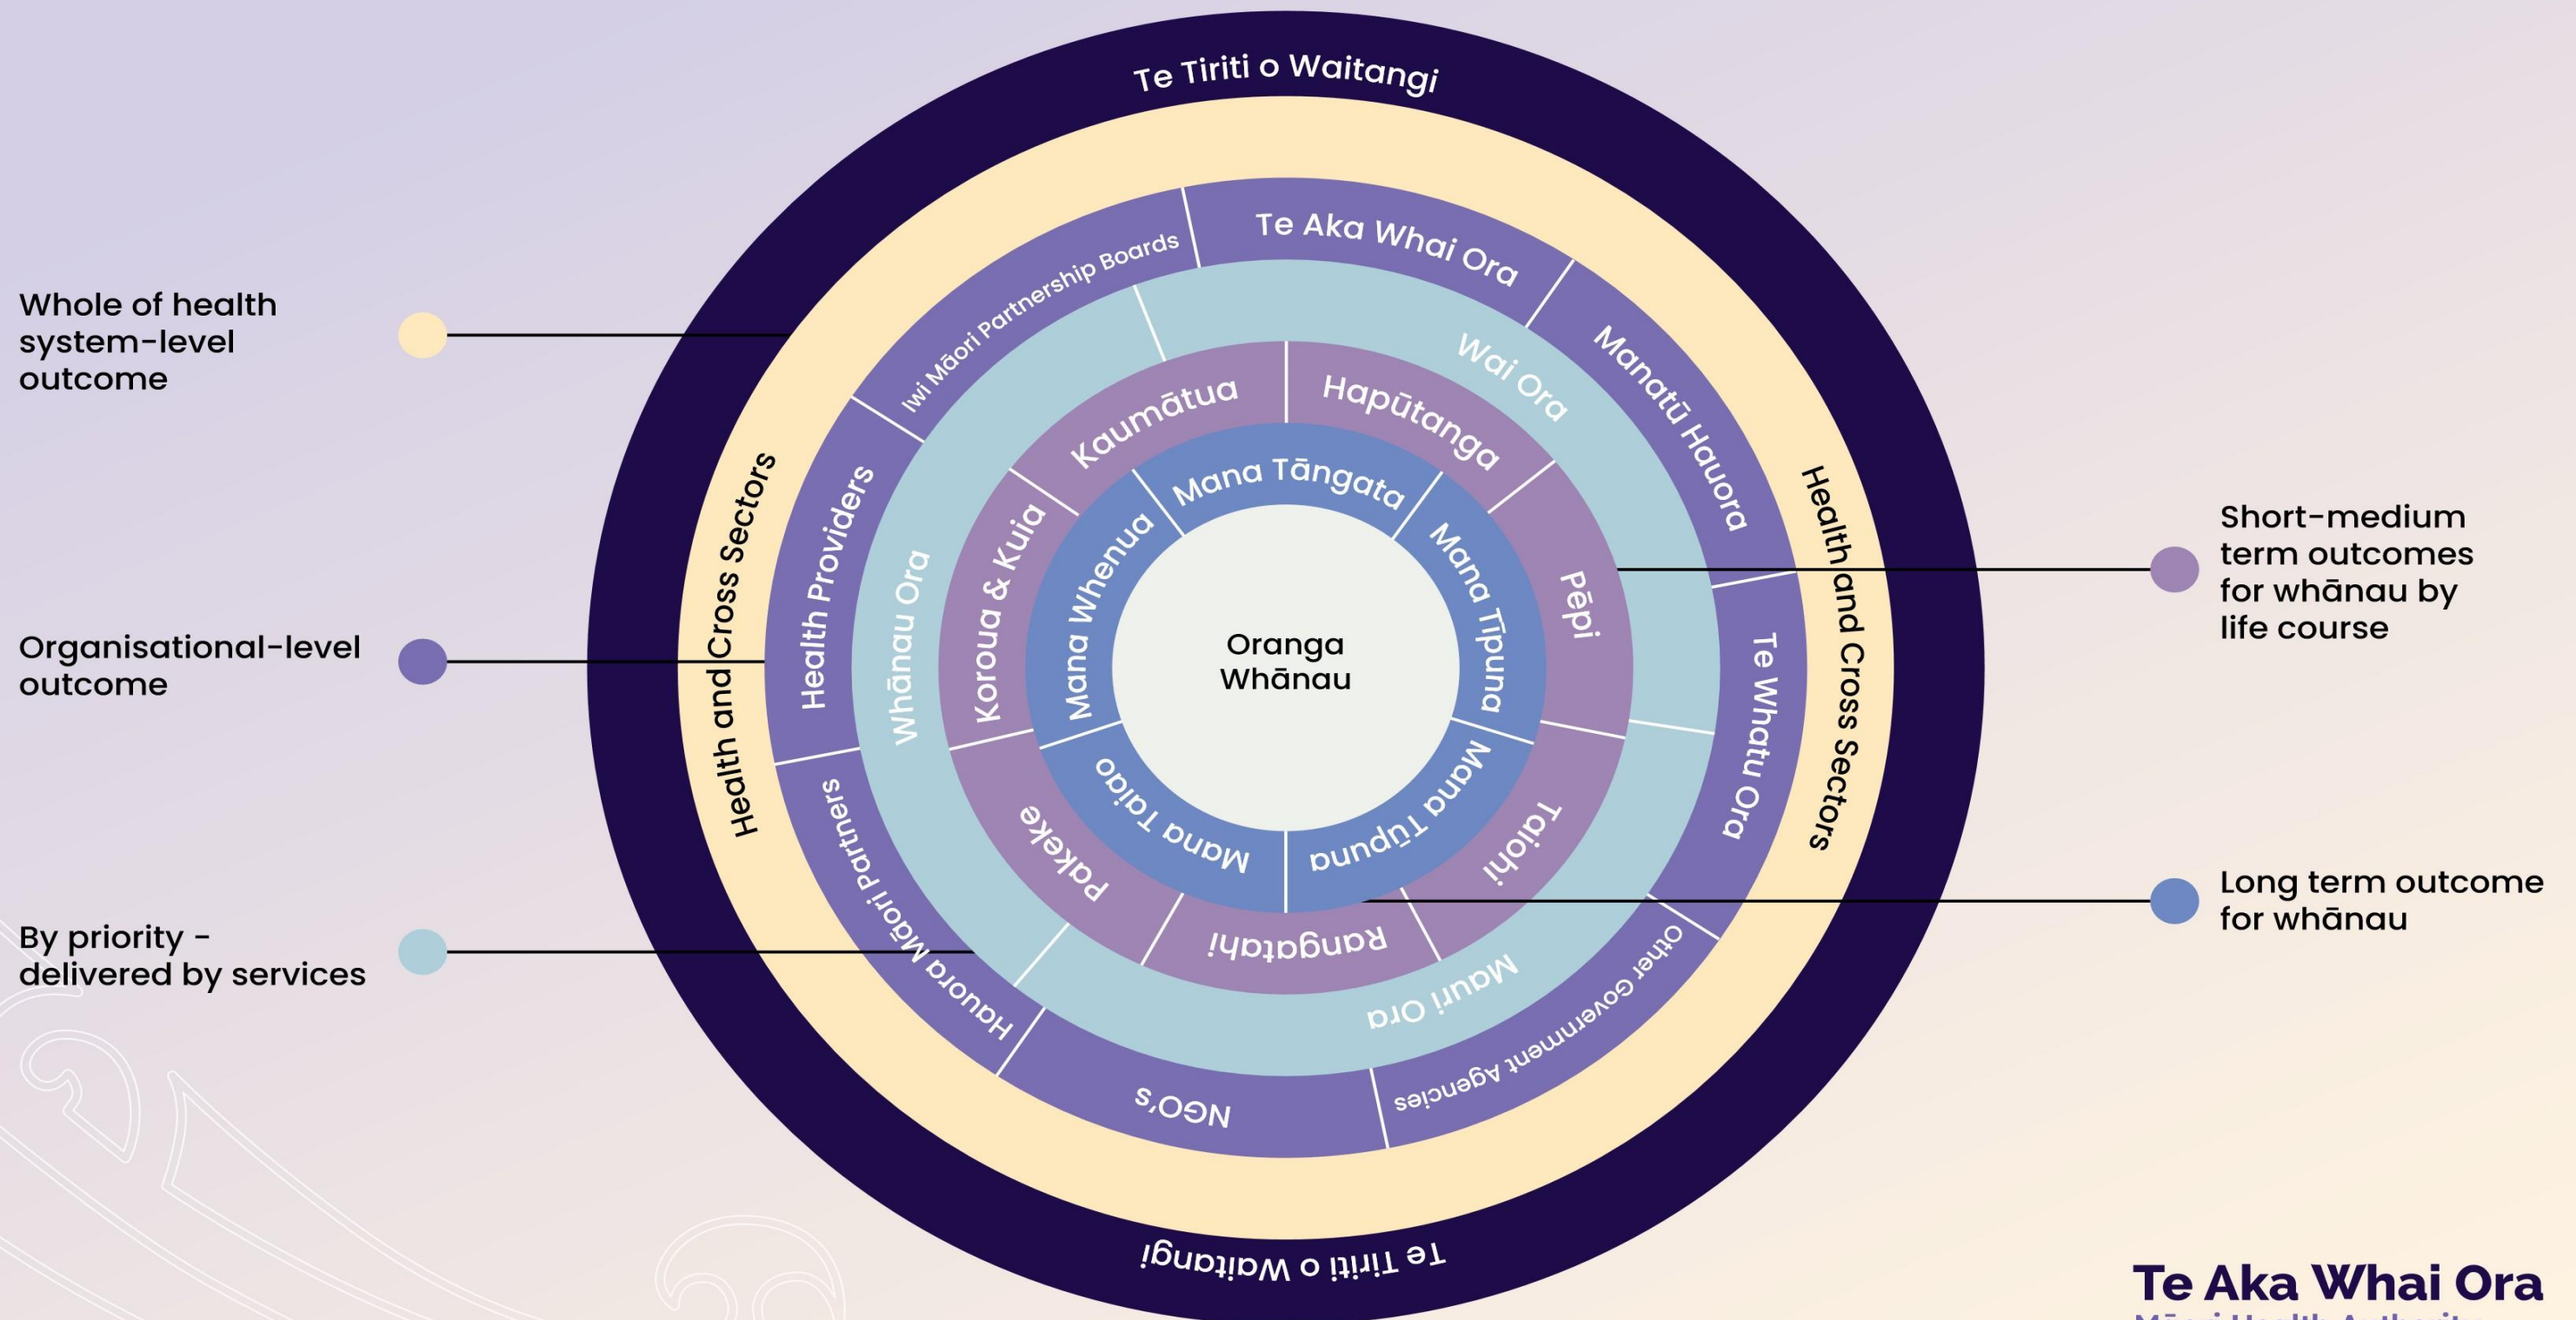 Te Tiriti o Waitangi
Health and Cross Sectors
Health and Cross Sectors
Te Aka Whai Ora
Manatū Hauora
Te Whatu Ora
Other Government Agencies
NGO's
Hauora Māori Partners
Health Providers
Iwi Māori Partnership Boards
Wai Ora
Mauri Ora
Whānau Ora
Hapūtanga
Pēpi
Taiohi
Rangatahi
Pakeke
Koroua & Kuia
Kaumātua
Mana Tāngata
Mana Tīpuna
Mana Tūpuna
Mana Taiao
Mana Whenua
Oranga
Whānau
Te Tiriti o Waitangi
Whole of health
system-level
outcome
Organisational-level
outcome
By priority -
delivered by services
Short-medium
term outcomes
for whānau by
life course
Long term outcome
for whānau
Te Aka Whai Ora
Māori Health Authority